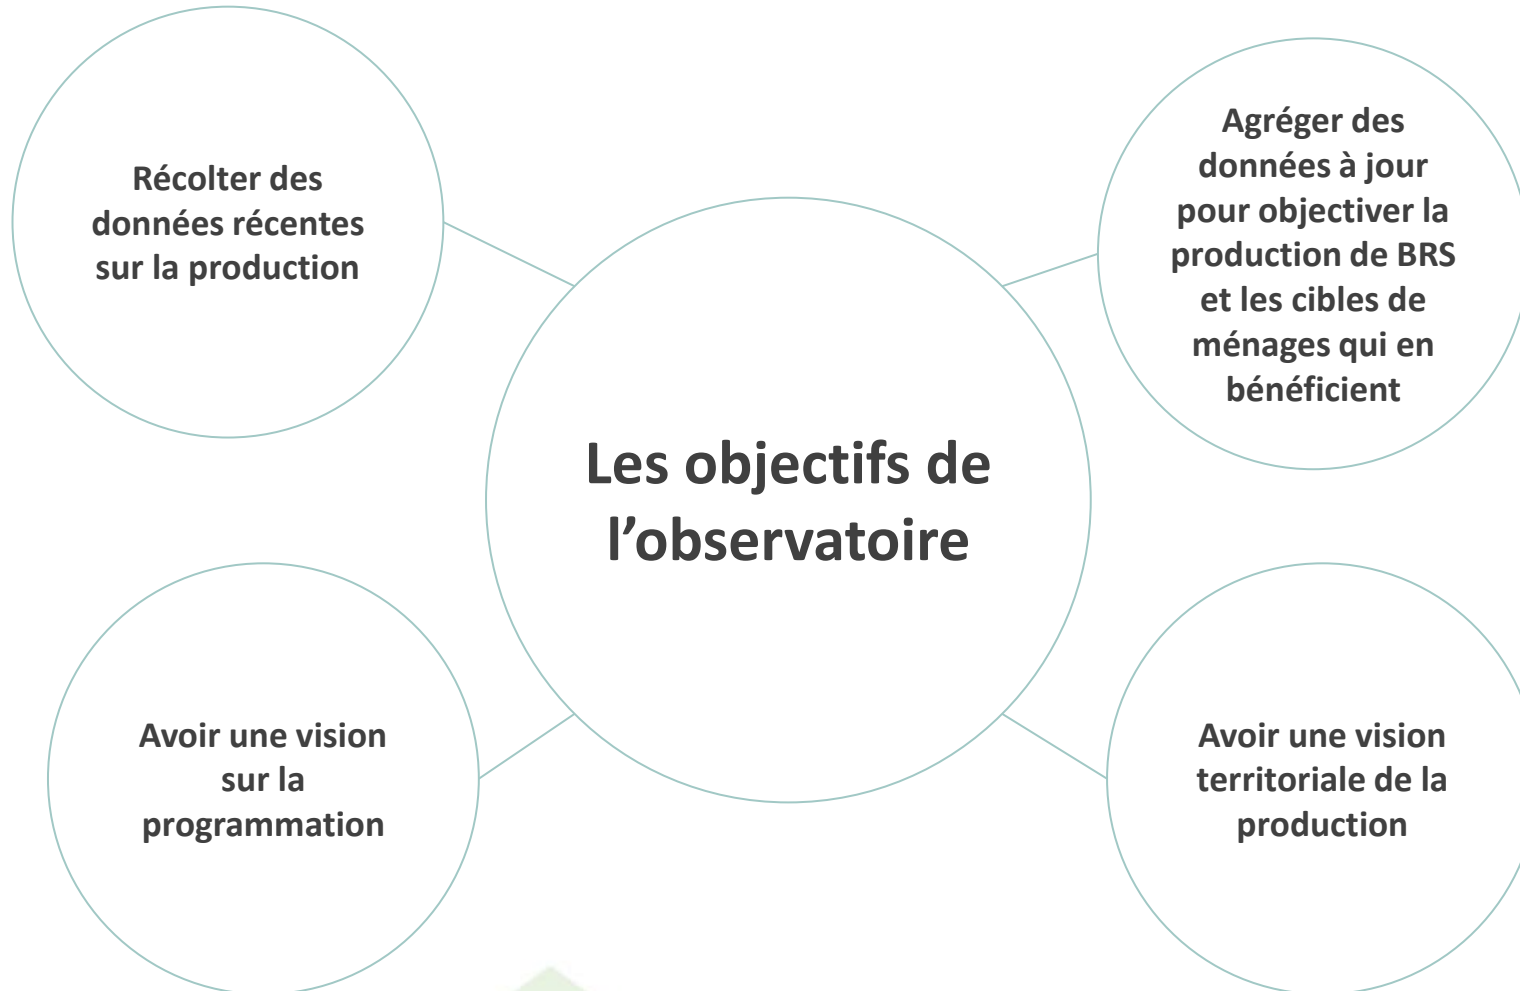 Récolter des
données récentes
sur la production
Agréger des
données à jour
pour objectiver la
production de BRS
et les cibles de
ménages qui en
bénéficient
Les objectifs de
l’observatoire
Avoir une vision
sur la
programmation
Avoir une vision
territoriale de la
production